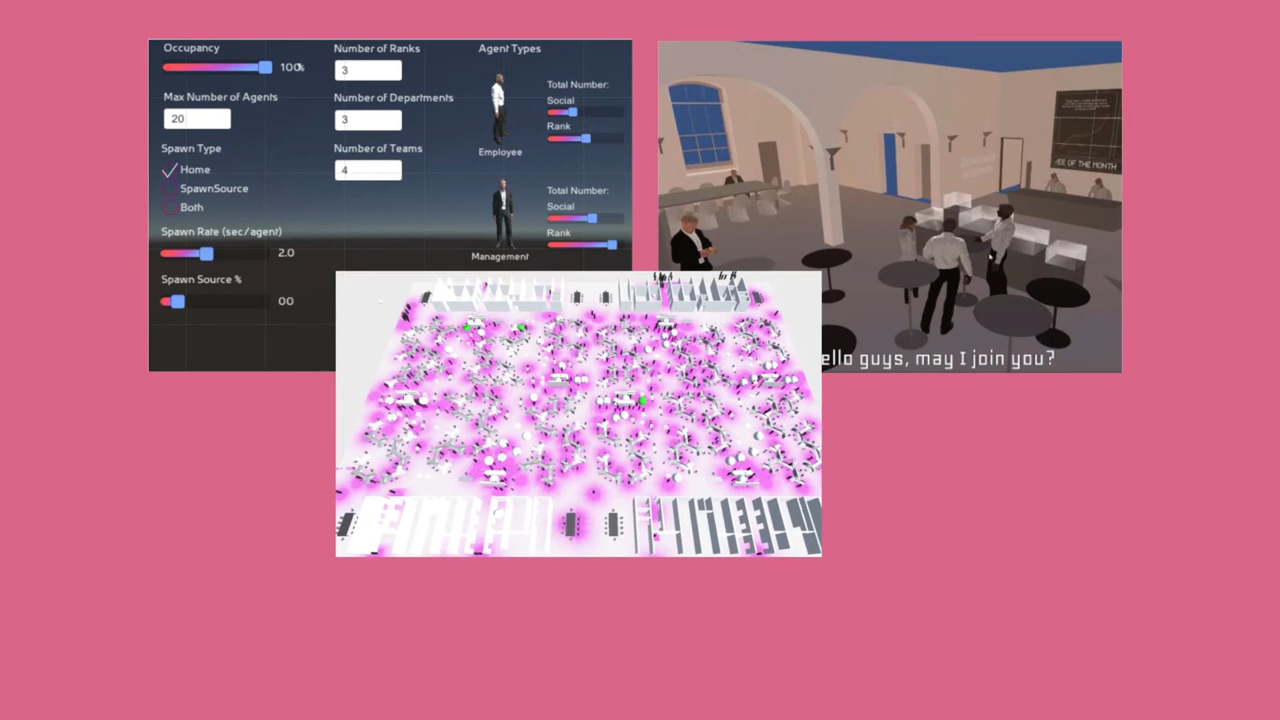 Occupancy
100%
Max Number of Agents
20
Spawn Type
Home
SpawnSource
Both
Spawn Rate (sec/agent)
2.0
Spawn Source %
00
Number of Ranks
3
Number of Departments
3
Number of Teams
4
Agent Types
Employee
Total Number:
Social
Rank
Management
Total Number:
Social
Rank
EE OF THE MONTH
ello guys, may I join you?